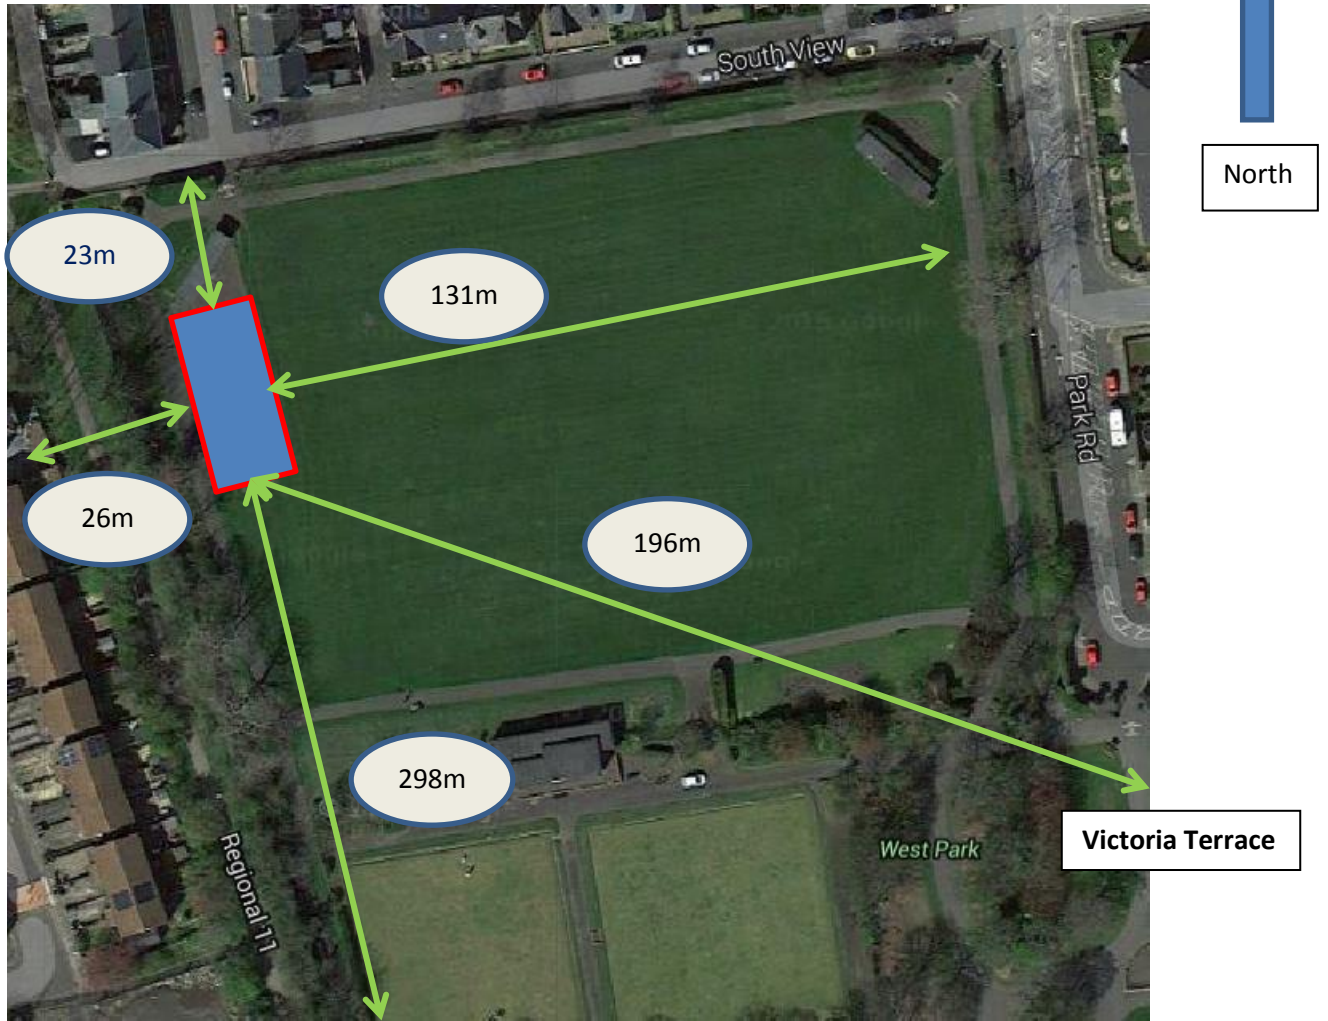 South View
North
23m
131m
Park Rd
26m
196m
298m
Victoria Terrace
West Park
Regional 11